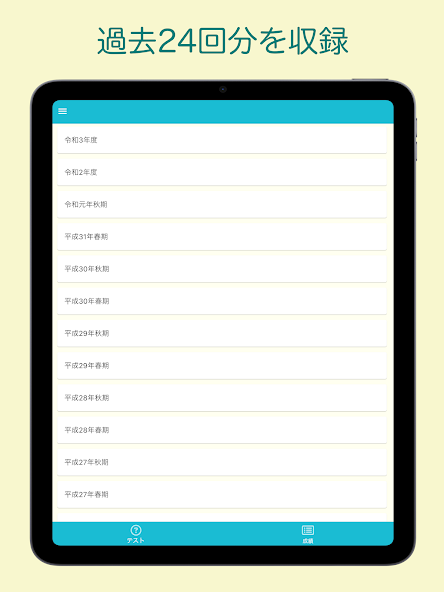 過去24回分を収録
令和3年度
令和2年度
令和元年秋期
平成31年春期
平成30年秋期
平成30年春期
平成29年秋期
平成29年春期
平成28年秋期
平成28年春期
平成27年秋期
平成27年春期
テスト
成績